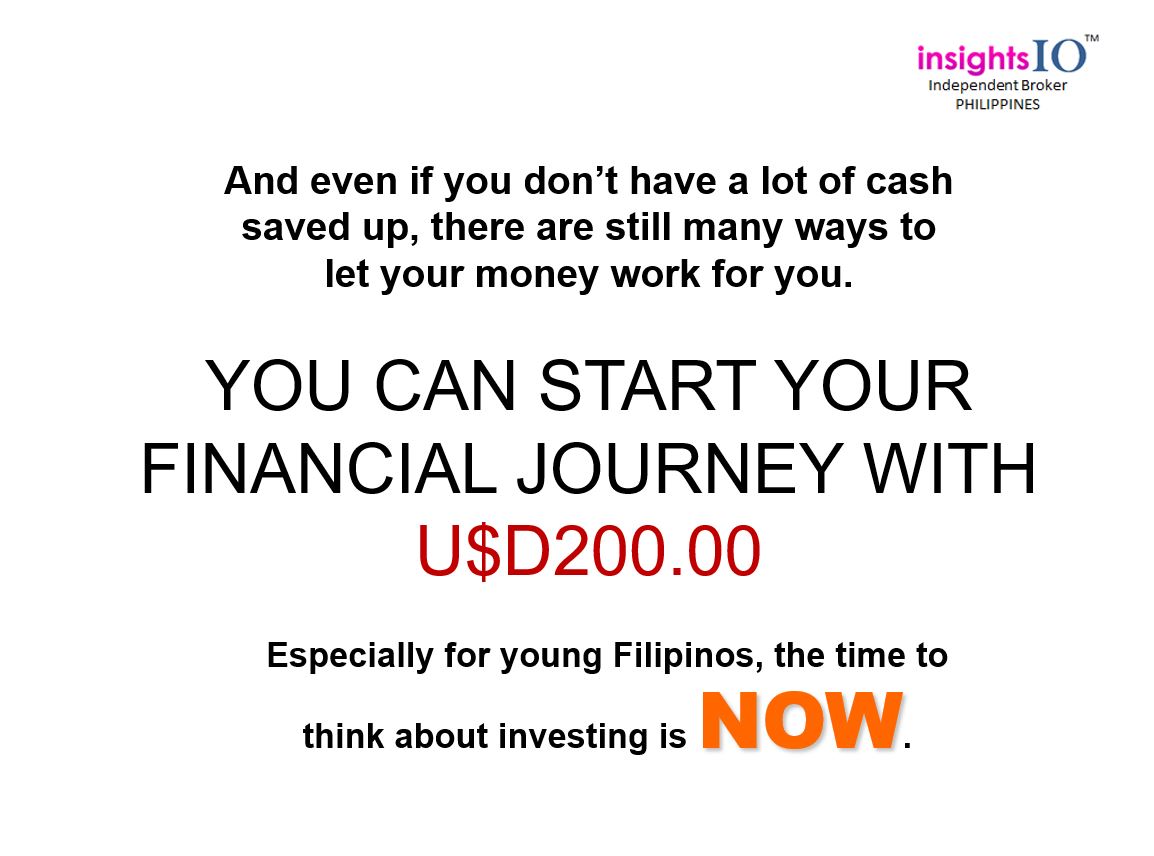 insightsIO™
Independent Broker
PHILIPPINES
And even if you don’t have a lot of cash
saved up, there are still many ways to
let your money work for you.
YOU CAN START YOUR
FINANCIAL JOURNEY WITH
U$D200.00
Especially for young Filipinos, the time to
think about investing is NOW.